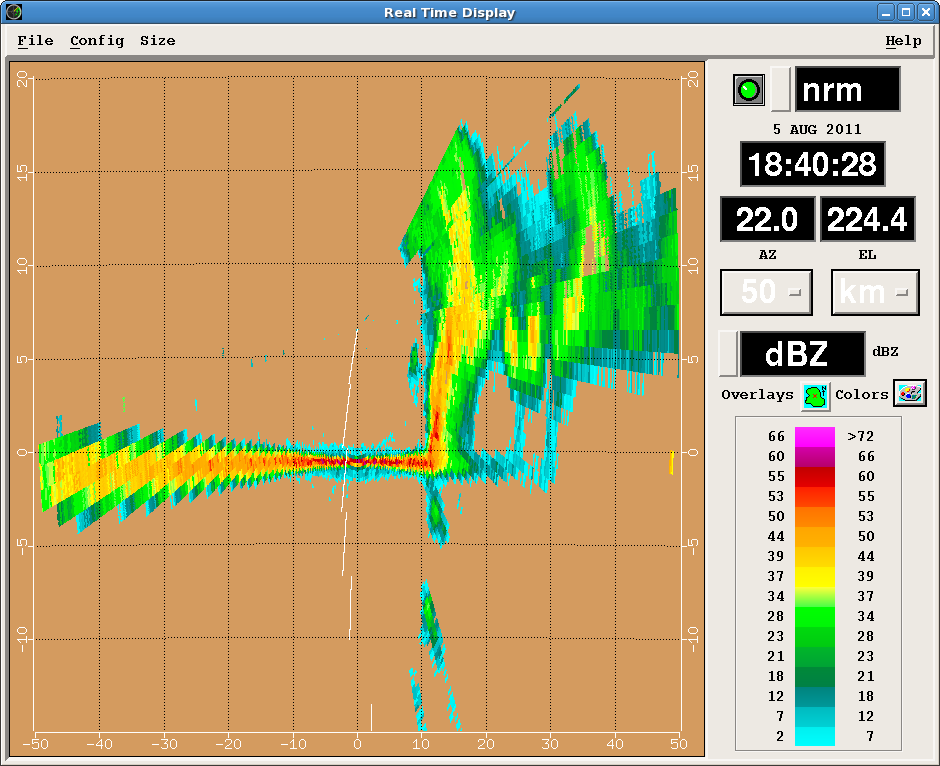 Real Time Display
File Config Size Help
nrm
5 AUG 2011
18:40:28
22.0 224.4
AZ EL
50 km
dBZ dBZ
Overlays N Colors
66 >72
60 66
55 60
53 55
50 53
44 50
39 44
37 39
34 37
28 34
23 28
21 23
18 21
12 18
7 12
2 7
20 20
15 15
10 10
5 5
0 0
-5 -5
-10 -10
-50 -40 -30 -20 -10 0 10 20 30 40 50